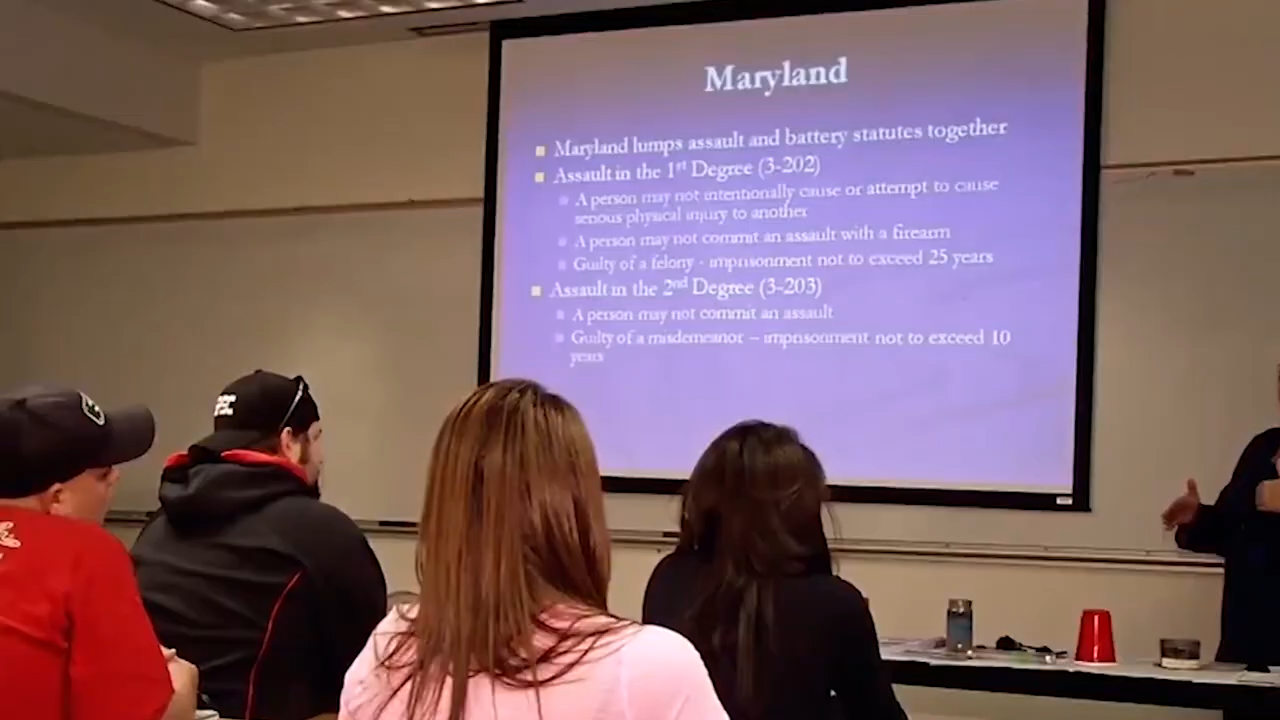 Maryland
Maryland lumps assault and battery statutes together
Assault in the 1st Degree (3-202)
A person may not intentionally cause or attempt to cause
serious physical injury to another
A person may not commit an assault with a firearm
Guilty of a felony - imprisonment not to exceed 25 years
Assault in the 2nd Degree (3-203)
A person may not commit an assault
Guilty of a misdemeanor – imprisonment not to exceed 10
years